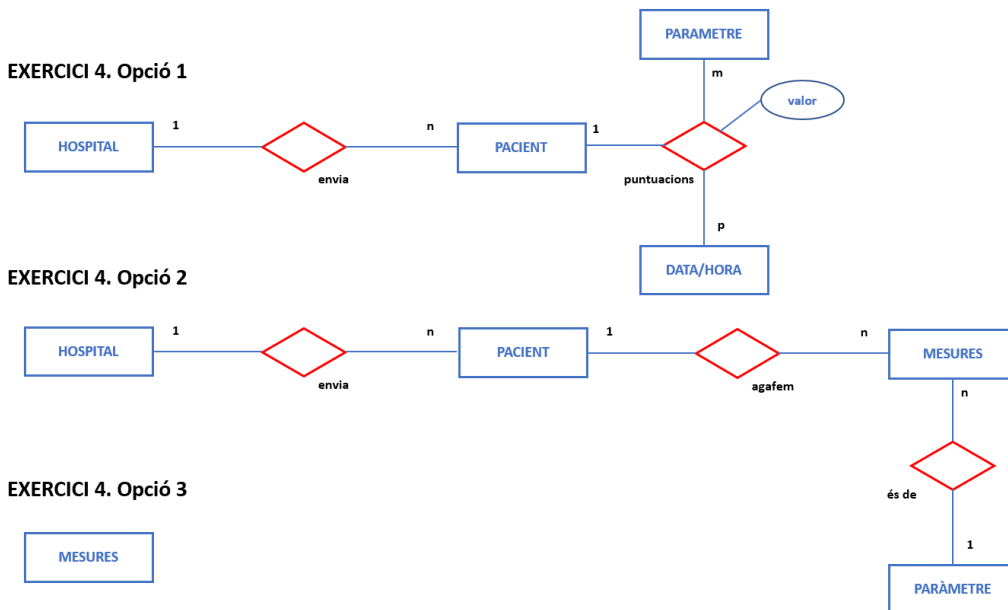 PARAMETRE
EXERCICI 4. Opció 1
m
valor
1
n
1
HOSPITAL
PACIENT
envia
puntuacions
p
DATA/HORA
EXERCICI 4. Opció 2
1
n
1
n
HOSPITAL
PACIENT
MESURES
envia
agafem
n
EXERCICI 4. Opció 3
és de
MESURES
1
PARÀMETRE